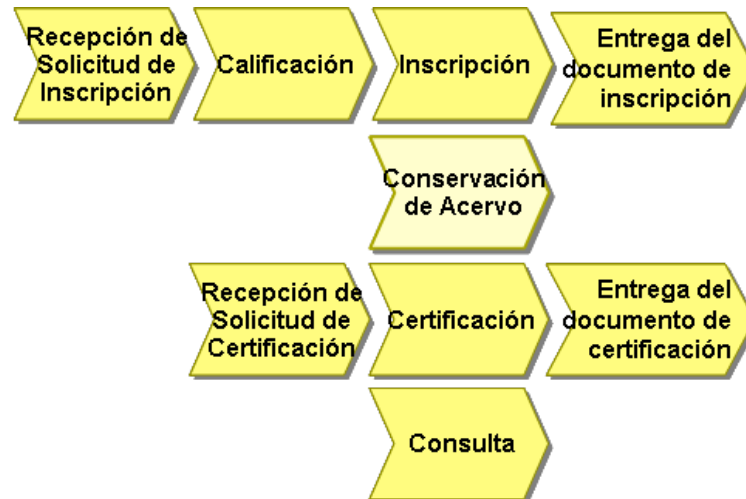 Recepción de
Solicitud de
Inscripción
Calificación
Inscripción
Entrega del
documento de
inscripción
Conservación
de Acervo
Recepción de
Solicitud de
Certificación
Certificación
Entrega del
documento de
certificación
Consulta